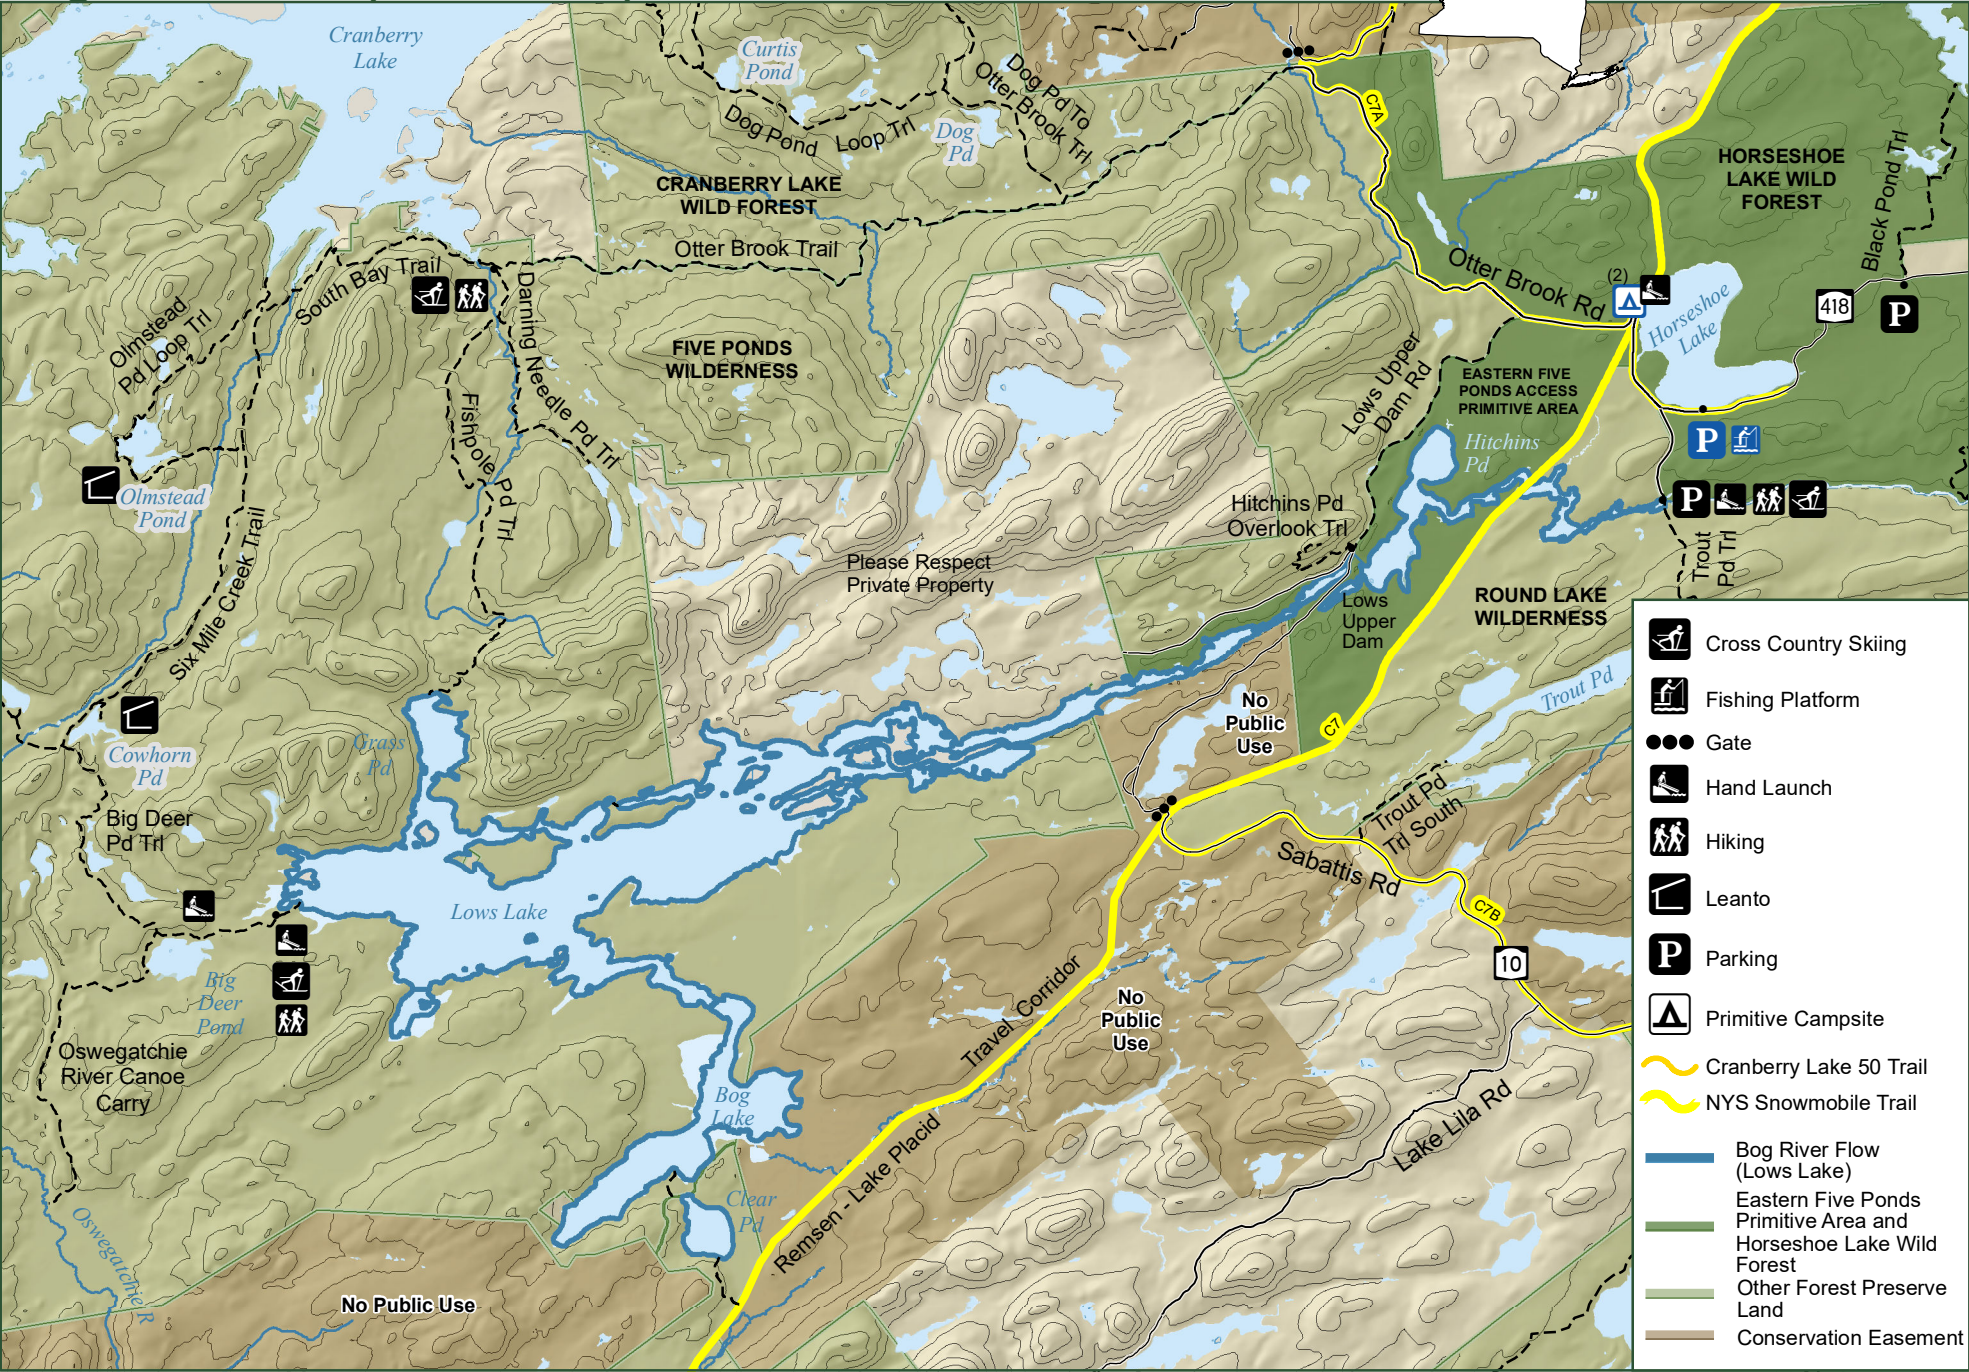 Cranberry
Lake
Curtis
Pond
Dog Pd To
Otter Brook Trl
Dog Pond Loop Trl
Dog
Pd
C7A
CRANBERRY LAKE
WILD FOREST
HORSESHOE
LAKE WILD
FOREST
Black Pond Trl
Otter Brook Trail
South Bay Trail
Olmstead
Pd Loop Trl
Darning Needle Pd Trl
FIVE PONDS
WILDERNESS
Otter Brook Rd
(2)
Horseshoe
Lake
418
P
Lows Upper
Dam Rd
EASTERN FIVE
PONDS ACCESS
PRIMITIVE AREA
Fishpole Pd Trl
Hitchins
Pd
P
Olmstead
Pond
Hitchins Pd
Overlook Trl
P
Six Mile Creek Trail
Please Respect
Private Property
Trout
Pd Trl
Lows
Upper
Dam
ROUND LAKE
WILDERNESS
Trout Pd
No
Public
Use
C7
Cowhorn
Pd
Grass
Pd
Big Deer
Pd Trl
Trout Pd
Trl South
Sabattis Rd
C7B
10
Lows Lake
Big
Deer
Pond
No
Public
Use
Oswegatchie
River Canoe
Carry
Remsen - Lake Placid Travel Corridor
Bog
Lake
Lake Lila Rd
Clear
Pd
Oswegatchie R
No Public Use
Cross Country Skiing
Fishing Platform
Gate
Hand Launch
Hiking
Leanto
P
Parking
Primitive Campsite
Cranberry Lake 50 Trail
NYS Snowmobile Trail
Bog River Flow
(Lows Lake)
Eastern Five Ponds
Primitive Area and
Horseshoe Lake Wild
Forest
Other Forest Preserve
Land
Conservation Easement